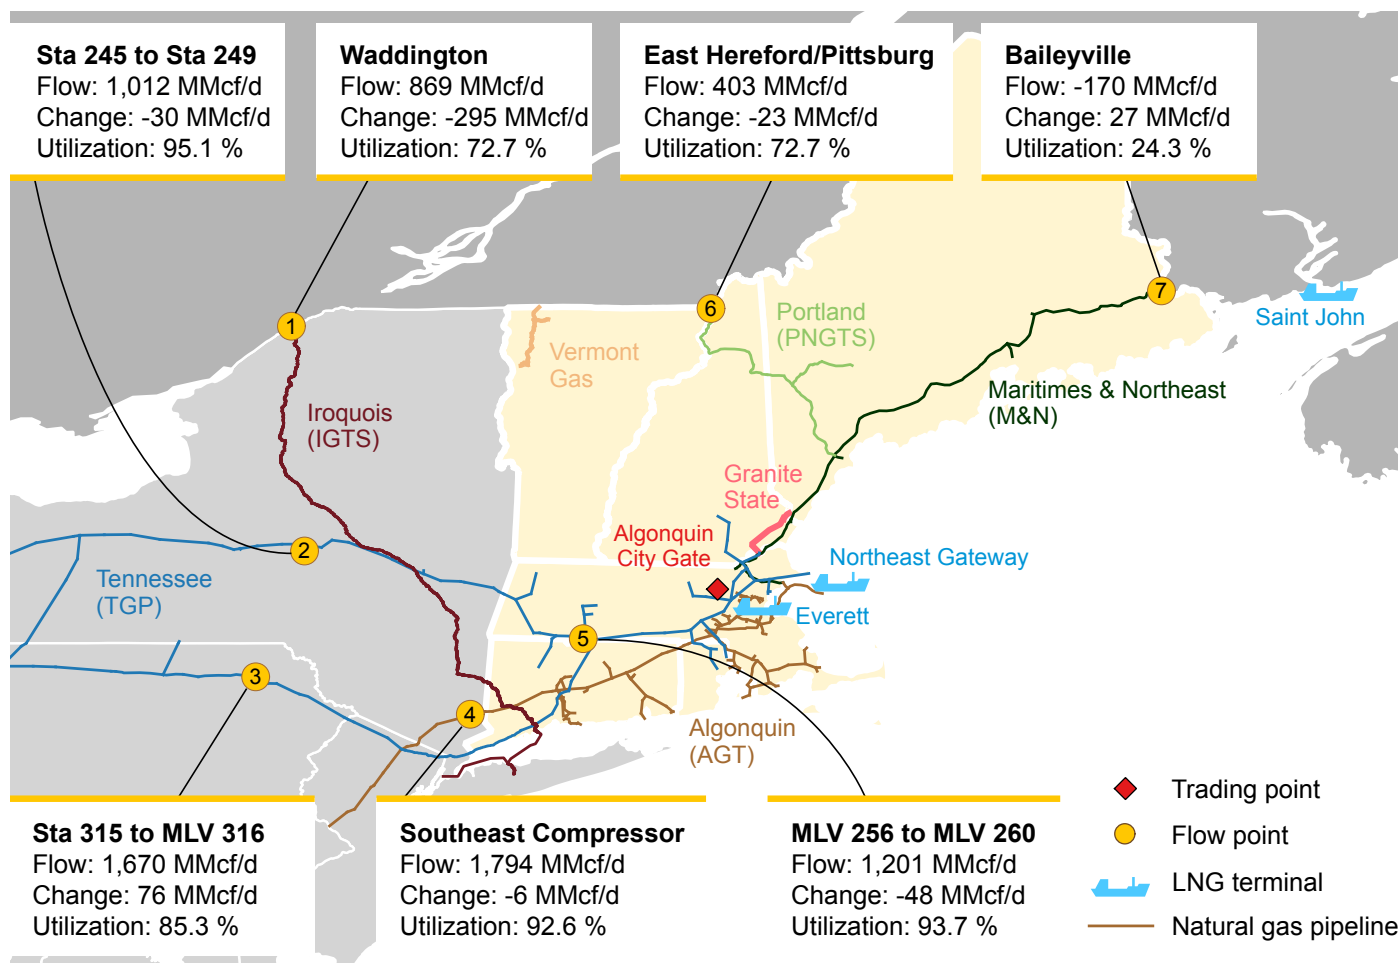 Sta 245 to Sta 249
Flow: 1,012 MMcf/d
Change: -30 MMcf/d
Utilization: 95.1 %
Waddington
Flow: 869 MMcf/d
Change: -295 MMcf/d
Utilization: 72.7 %
East Hereford/Pittsburg
Flow: 403 MMcf/d
Change: -23 MMcf/d
Utilization: 72.7 %
Baileyville
Flow: -170 MMcf/d
Change: 27 MMcf/d
Utilization: 24.3 %
7
6
1
Saint John
Portland
(PNGTS)
Vermont
Gas
Maritimes & Northeast
(M&N)
Iroquois
(IGTS)
Granite
State
Algonquin
City Gate
2
Northeast Gateway
Tennessee
(TGP)
Everett
5
3
4
Algonquin
(AGT)
Sta 315 to MLV 316
Flow: 1,670 MMcf/d
Change: 76 MMcf/d
Utilization: 85.3 %
Southeast Compressor
Flow: 1,794 MMcf/d
Change: -6 MMcf/d
Utilization: 92.6 %
MLV 256 to MLV 260
Flow: 1,201 MMcf/d
Change: -48 MMcf/d
Utilization: 93.7 %
Trading point
Flow point
LNG terminal
Natural gas pipeline